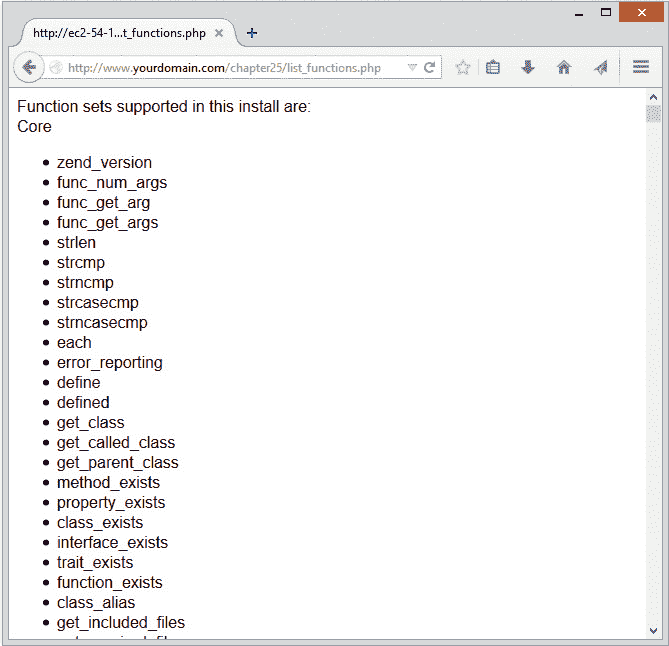 http://ec2-54-1...t_functions.php
http://www.yourdomain.com/chapter25/list_functions.php
Function sets supported in this install are:
Core
• zend_version
• func_num_args
• func_get_arg
• func_get_args
• strlen
• strcmp
• strncmp
• strcasecmp
• strncasecmp
• each
• error_reporting
• define
• defined
• get_class
• get_called_class
• get_parent_class
• method_exists
• property_exists
• class_exists
• interface_exists
• trait_exists
• function_exists
• class_alias
• get_included_files